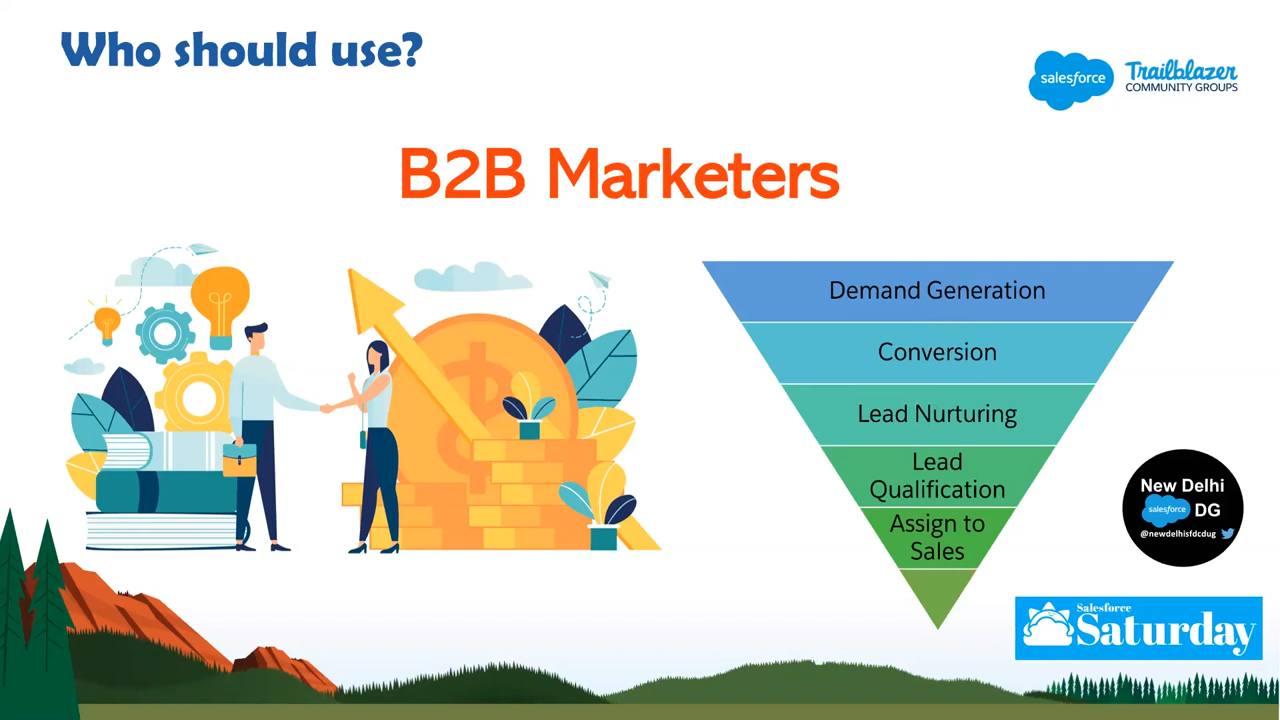 Who should use?
salesforce
Trailblazer
COMMUNITY GROUPS
B2B Marketers
Demand Generation
Conversion
Lead Nurturing
Lead
Qualification
Assign to
Sales
New Delhi
salesforce DG
@newdelhisfdcdug
Salesforce
Saturday